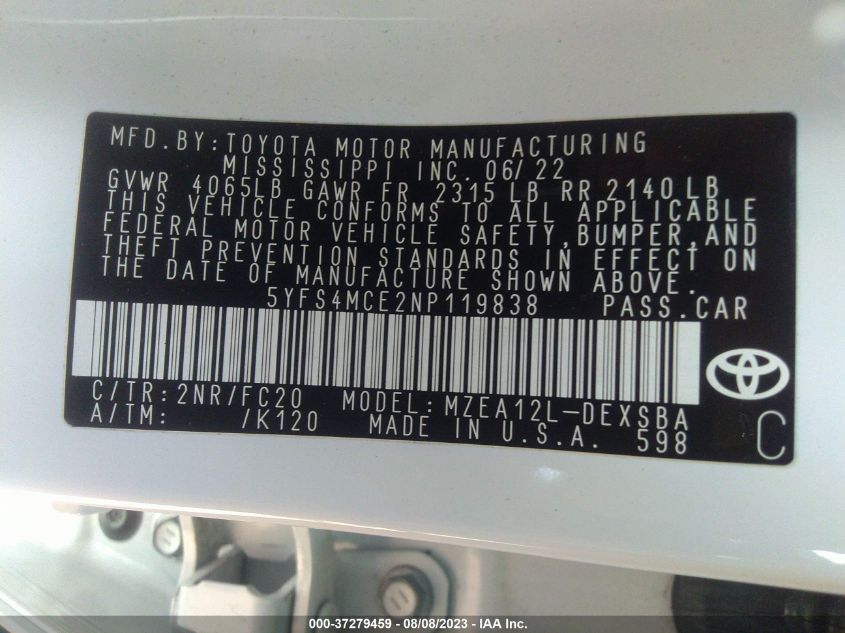 MFD.BY:TOYOTA MOTOR MANUFACTURING
MISSISSIPPI INC. 06/22
GVWR 4065LB GAWR FR 2315 LB RR 2140 LB
THIS VEHICLE CONFORMS TO ALL APPLICABLE
FEDERAL MOTOR VEHICLE SAFETY,BUMPER,AND
THEFT PREVENTION STANDARDS IN EFFECT ON
THE DATE OF MANUFACTURE SHOWN ABOVE.
5YFS4MCE2NP119838 PASS.CAR
C/TR:2NR/FC20 MODEL:MZEA12L-DEXSBA
A/TM: /K120 MADE IN U.S.A. 598 C
000-37279459 - 08/08/2023 - IAA Inc.